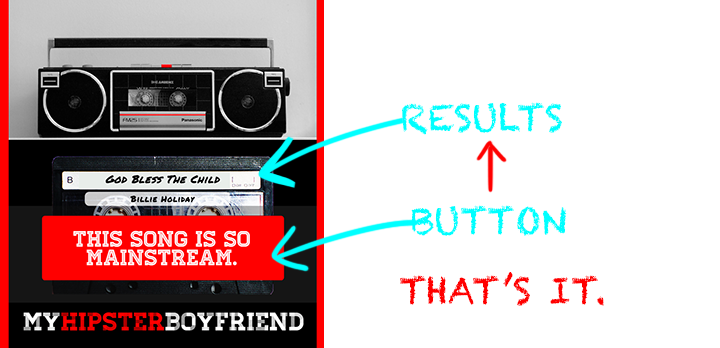 Panasonic
B
GOD BLESS THE CHILD
BILLIE HOLIDAY
THIS SONG IS SO
MAINSTREAM.
MYHIPSTERBOYFRIEND
RESULTS
BUTTON
THAT'S IT.